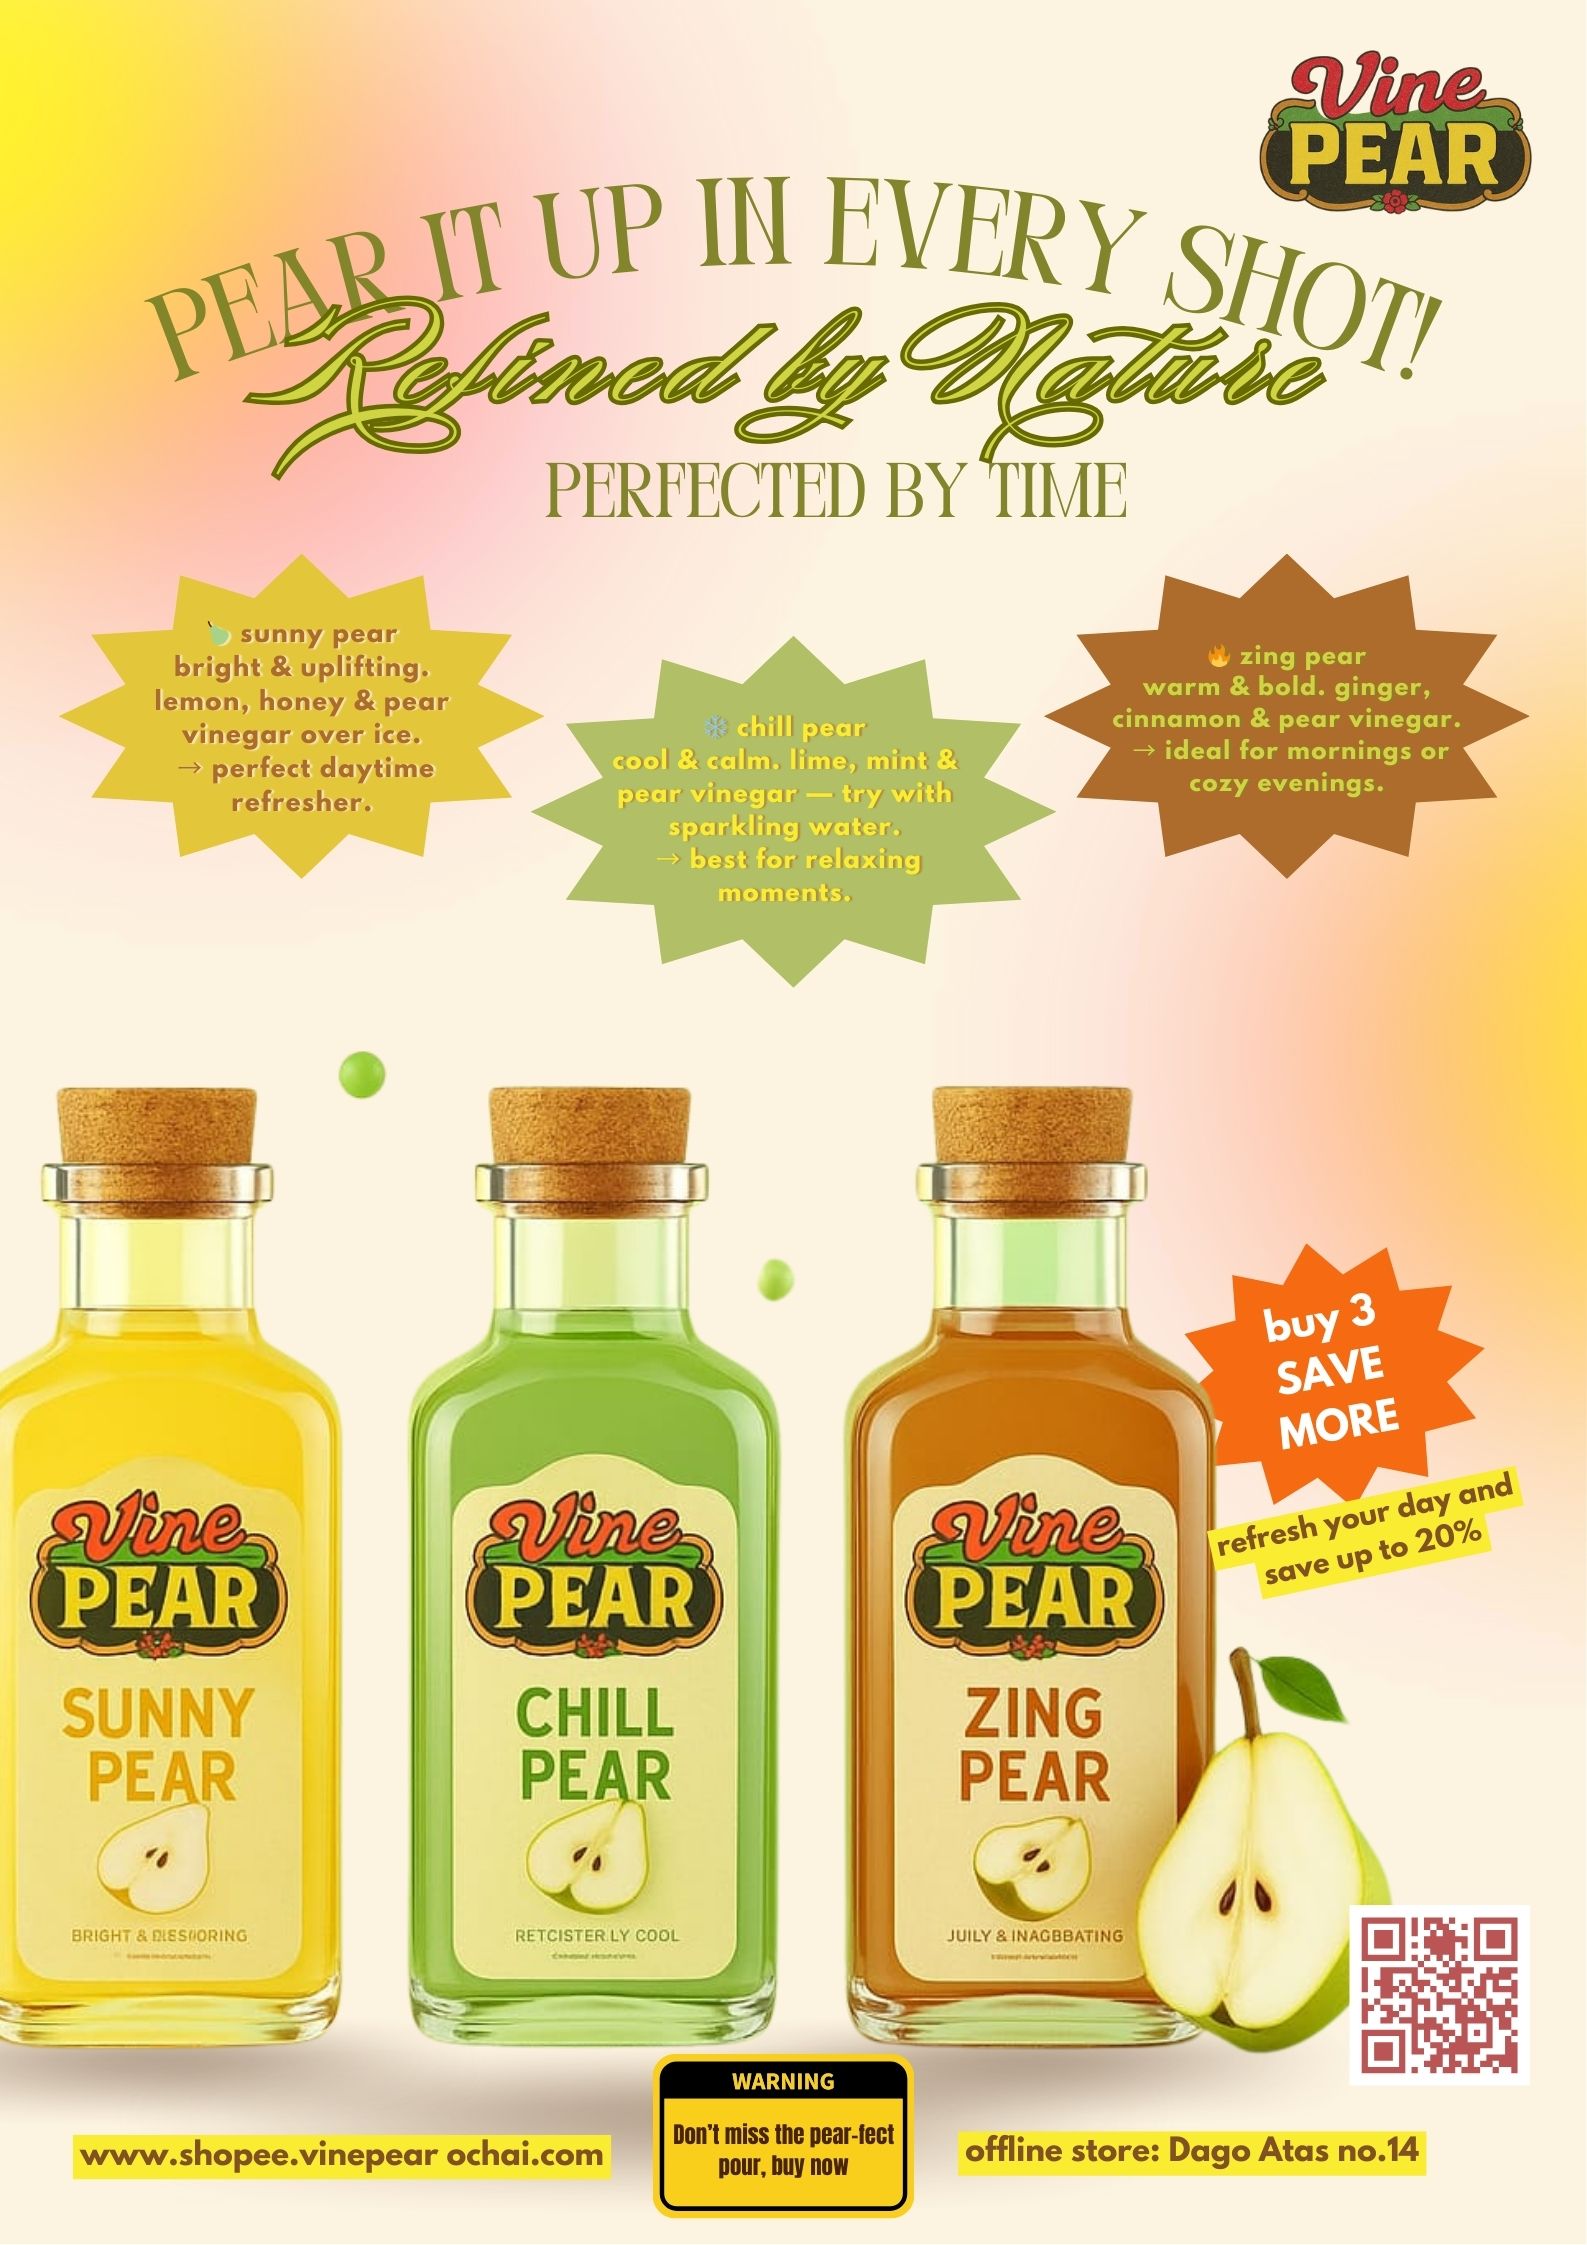 Vine
PEAR
PEAR IT UP IN EVERY SHOT!
Refined by Nature
PERFECTED BY TIME
sunny pear
bright & uplifting.
lemon, honey & pear
vinegar over ice.
→ perfect daytime
refresher.
chill pear
cool & calm. lime, mint &
pear vinegar — try with
sparkling water.
→ best for relaxing
moments.
zing pear
warm & bold. ginger,
cinnamon & pear vinegar.
→ ideal for mornings or
cozy evenings.
buy 3
SAVE
MORE
refresh your day and
save up to 20%
Vine
PEAR
SUNNY
PEAR
BRIGHT &
Vine
PEAR
CHILL
PEAR
RETCISTER.LY COOL
Vine
PEAR
ZING
PEAR
JUILY & INAGBBATING
WARNING
Don't miss the pear-fect
pour, buy now
www.shopee.vinepear ochai.com
offline store: Dago Atas no.14